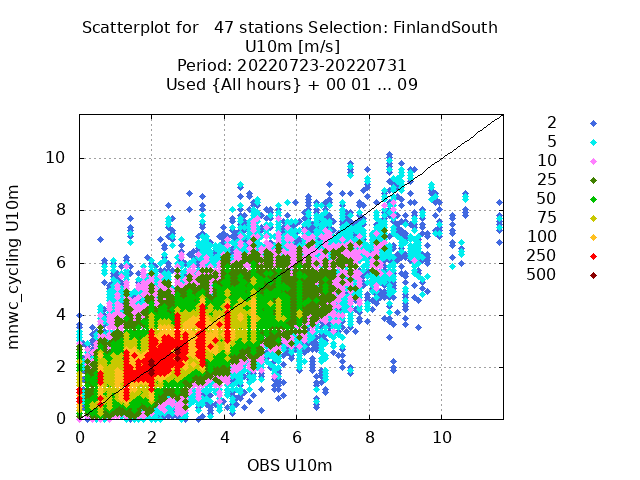 Scatterplot for   47 stations Selection: FinlandSouth
U10m [m/s]
Period: 20220723-20220731
Used {All hours} + 00 01 ... 09
2
5
10
25
50
75
100
250
500
mnwc_cycling U10m
10
8
6
4
2
0
0 2 4 6 8 10
OBS U10m